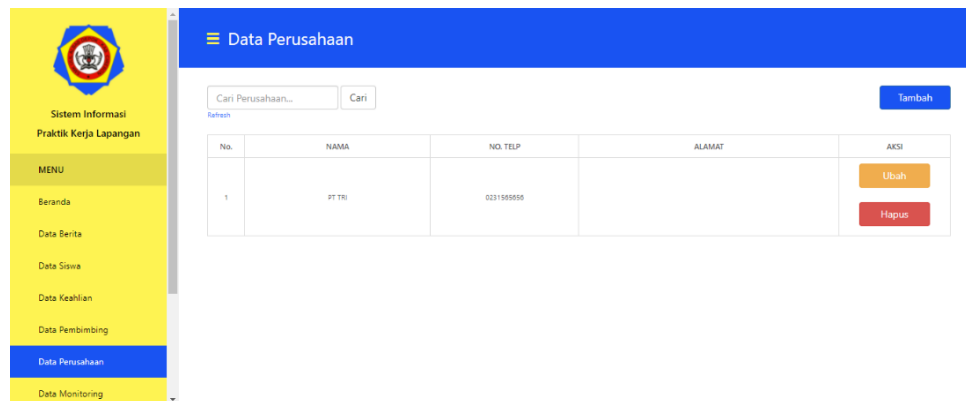 Sistem Informasi
Praktik Kerja Lapangan
MENU
Beranda
Data Berita
Data Siswa
Data Keahlian
Data Pembimbing
Data Perusahaan
Data Monitoring
Data Perusahaan
Cari Perusahaan... Cari Tambah
Refresh
No. NAMA NO. TELP ALAMAT AKSI
1 PT TRI 0231565656 Ubah
Hapus